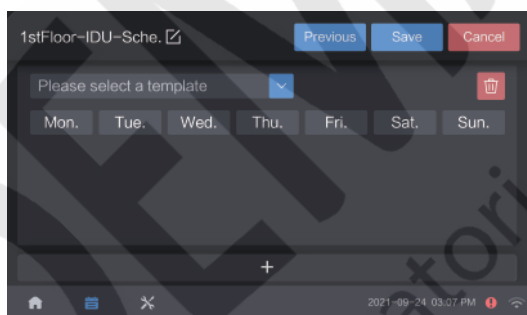 1stFloor-IDU-Sche.
Previous
Save
Cancel
Please select a template
Mon. Tue. Wed. Thu. Fri. Sat. Sun.
+
2021-09-24 03:07 PM